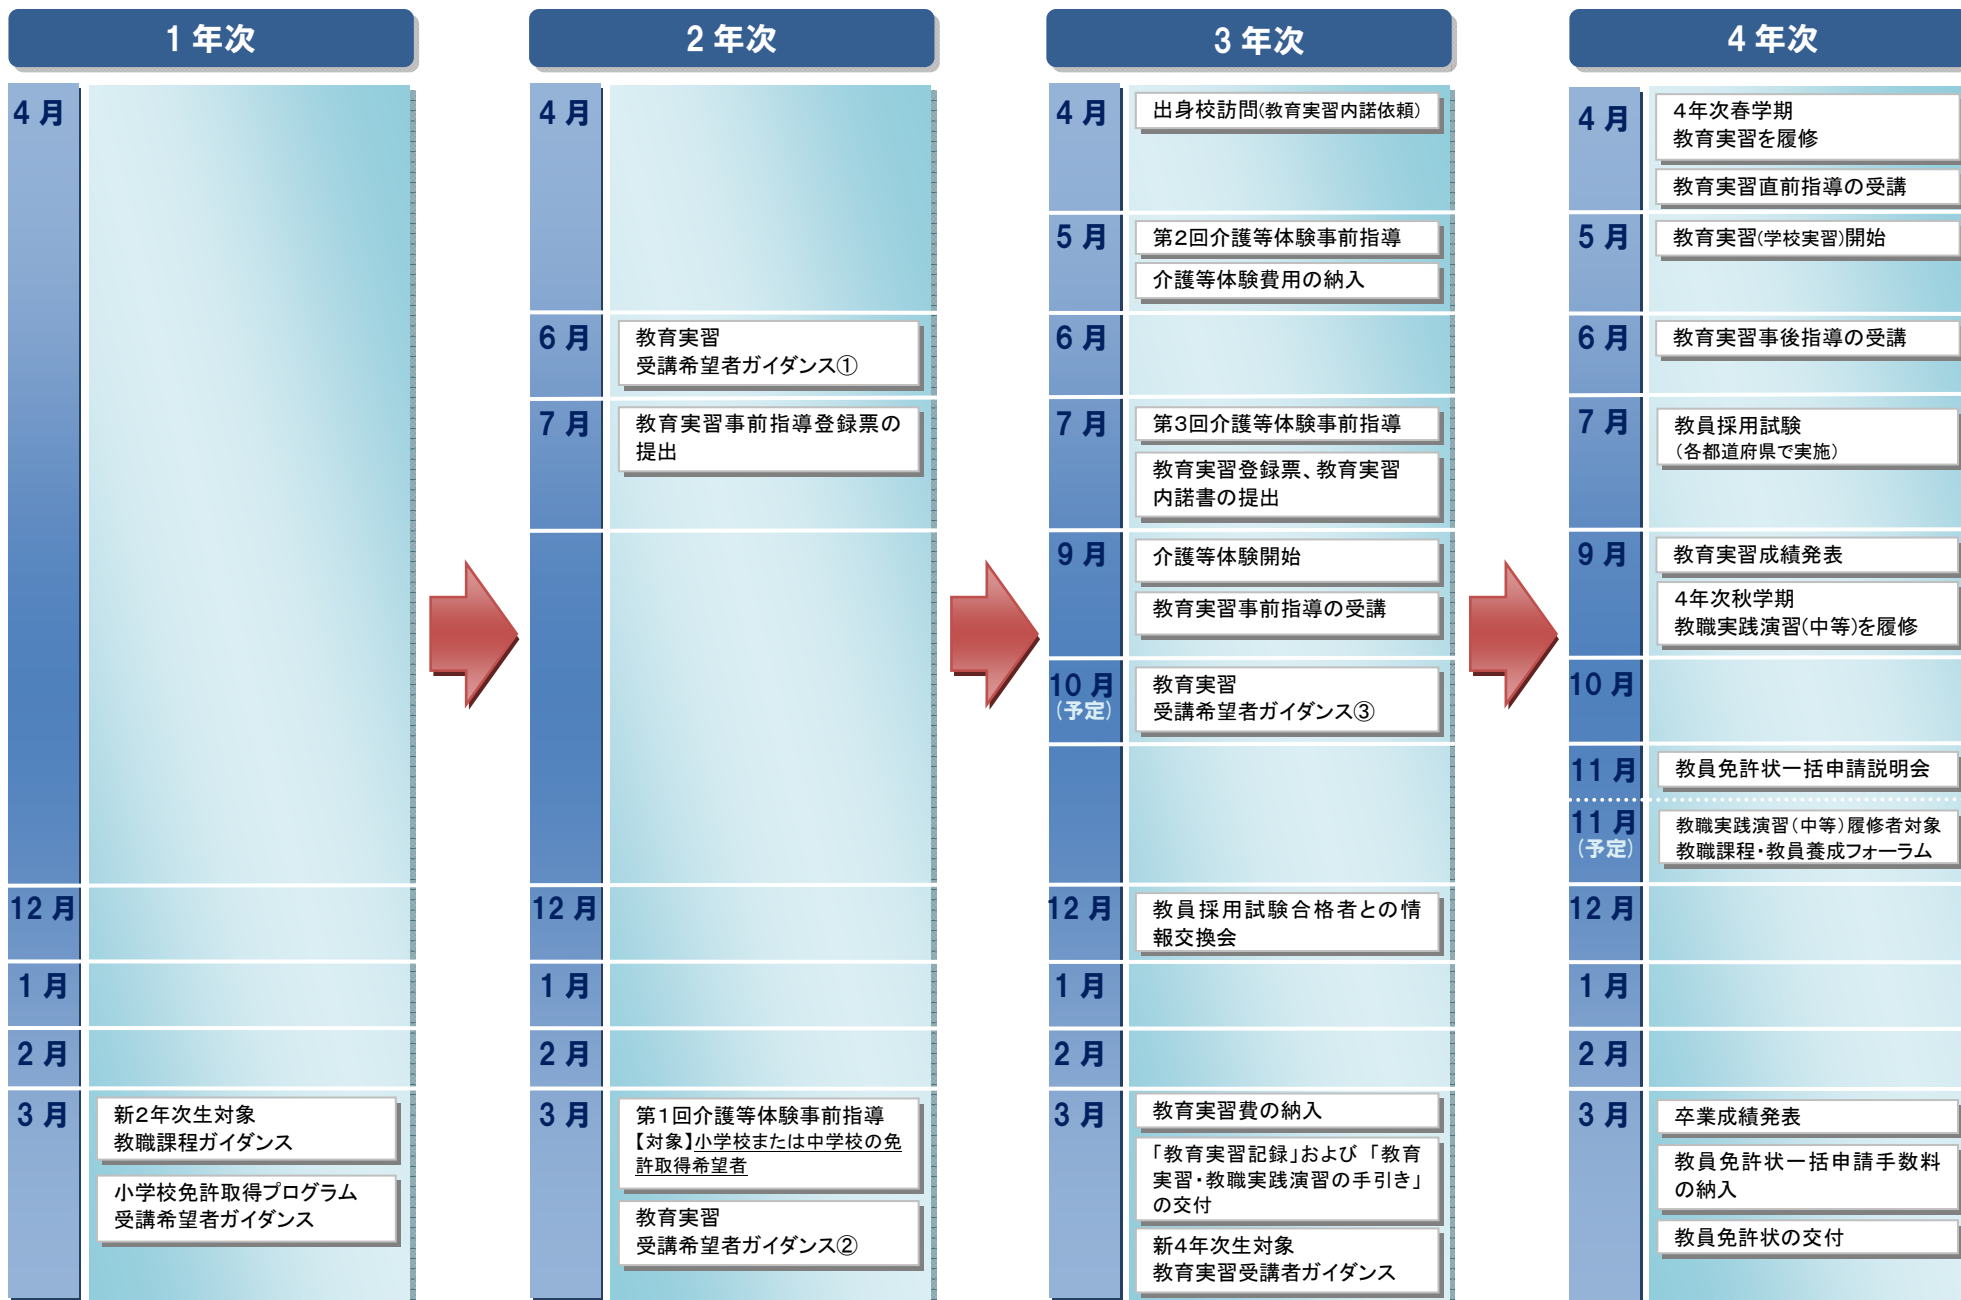 1年次
4月
12月
1月
2月
3月
新2年次生対象
教職課程ガイダンス
小学校免許取得プログラム
受講希望者ガイダンス
2年次
4月
6月
教育実習
受講希望者ガイダンス①
7月
教育実習事前指導登録票の
提出
12月
1月
2月
3月
第1回介護等体験事前指導
【対象】小学校または中学校の免
許取得希望者
教育実習
受講希望者ガイダンス②
3年次
4月
出身校訪問(教育実習内諾依頼)
5月
第2回介護等体験事前指導
介護等体験費用の納入
6月
7月
第3回介護等体験事前指導
教育実習登録票、教育実習
内諾書の提出
9月
介護等体験開始
教育実習事前指導の受講
10月
(予定)
教育実習
受講希望者ガイダンス③
12月
教員採用試験合格者との情
報交換会
1月
2月
3月
教育実習費の納入
「教育実習記録」および「教育
実習・教職実践演習の手引き」
の交付
新4年次生対象
教育実習受講者ガイダンス
4年次
4月
4年次春学期
教育実習を履修
教育実習直前指導の受講
5月
教育実習(学校実習)開始
6月
教育実習事後指導の受講
7月
教員採用試験
(各都道府県で実施)
9月
教育実習成績発表
4年次秋学期
教職実践演習(中等)を履修
10月
11月
教員免許状一括申請説明会
11月
(予定)
教職実践演習(中等)履修者対象
教職課程・教員養成フォーラム
12月
1月
2月
3月
卒業成績発表
教員免許状一括申請手数料
の納入
教員免許状の交付